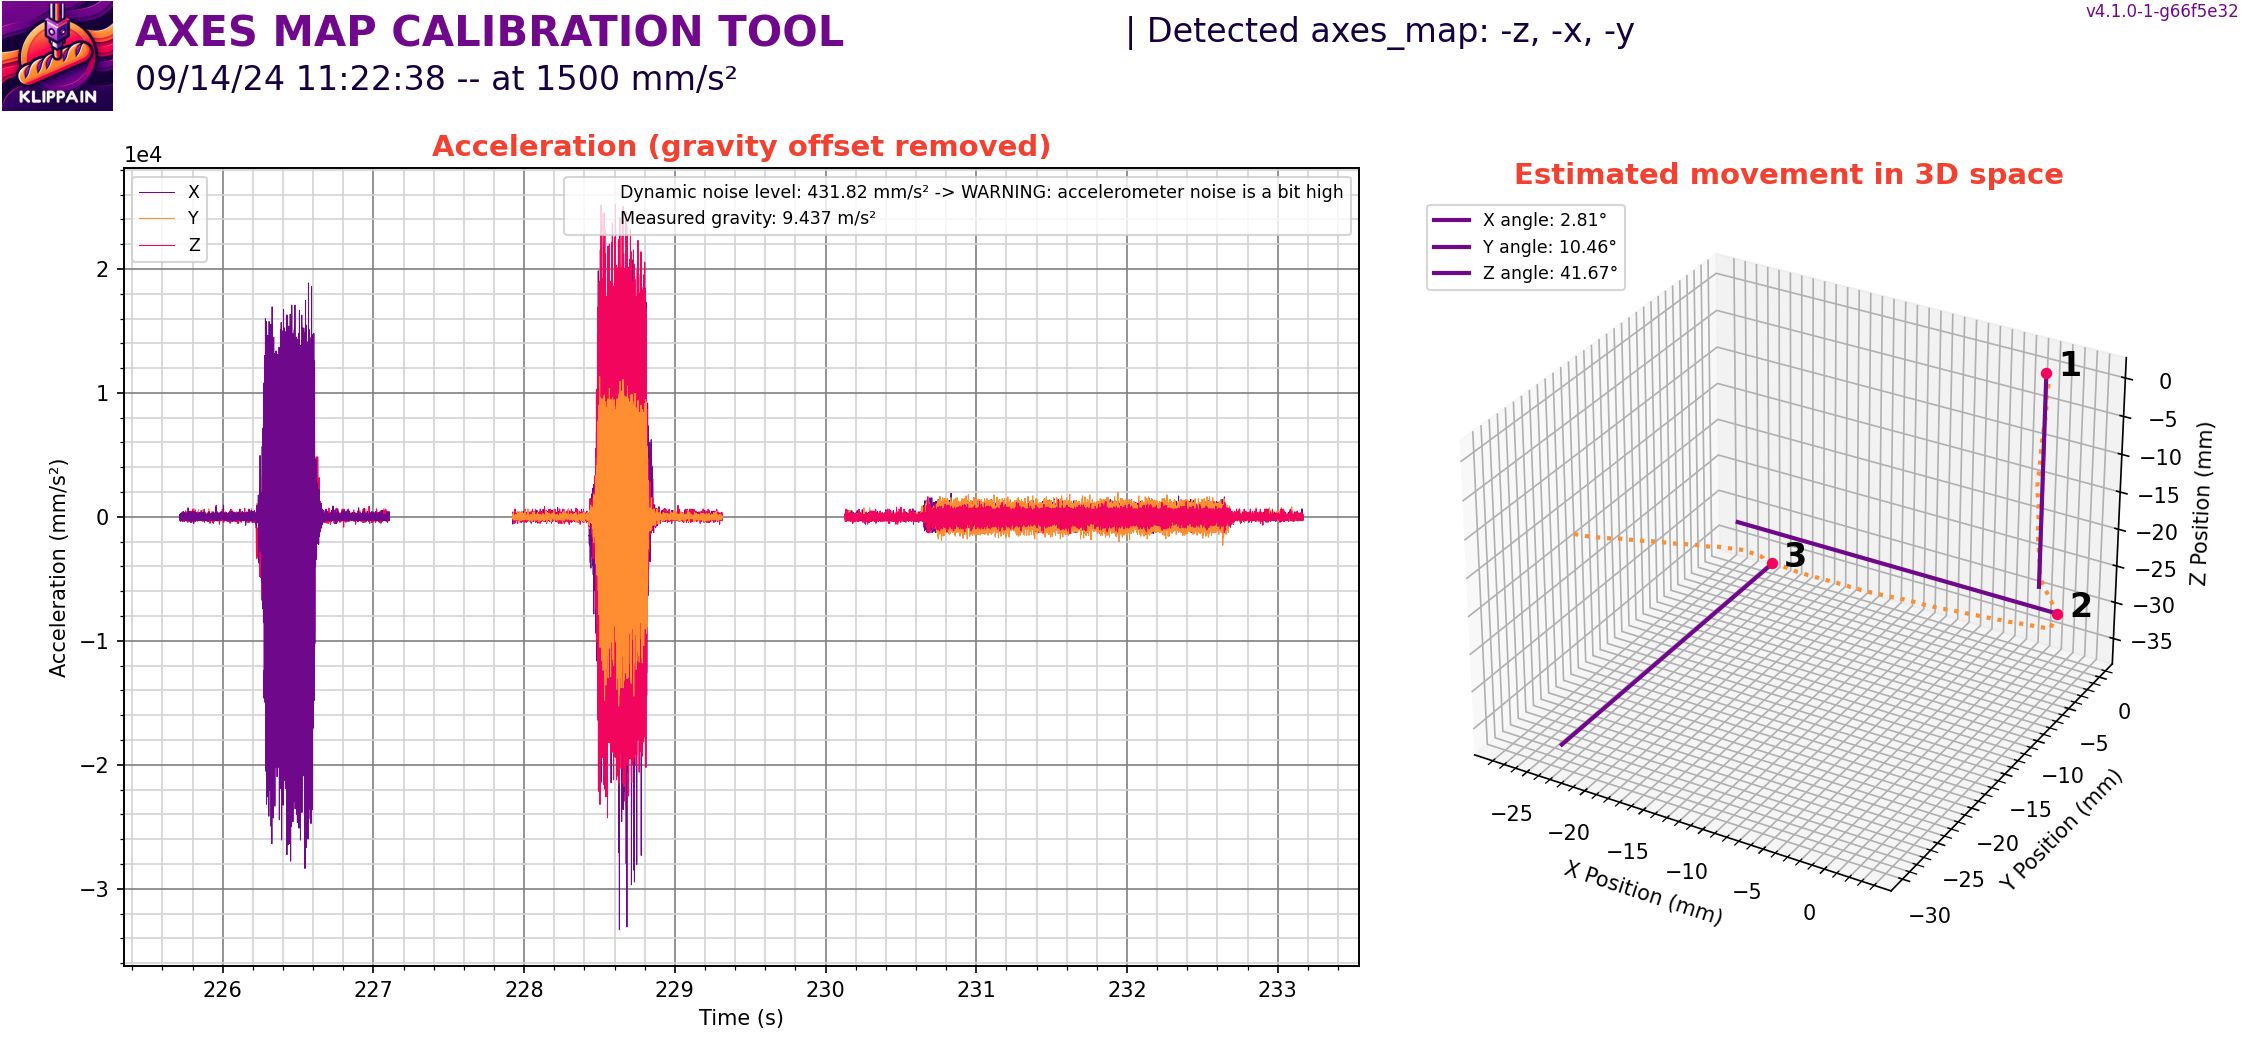 AXES MAP CALIBRATION TOOL
| Detected axes_map: -z, -x, -y
v4.1.0-1-g66f5e32
09/14/24 11:22:38 -- at 1500 mm/s²
KLIPPAIN
Acceleration (gravity offset removed)
1e4
X
Y
Z
Dynamic noise level: 431.82 mm/s² -> WARNING: accelerometer noise is a bit high
Measured gravity: 9.437 m/s²
2
1
0
−1
−2
−3
Acceleration (mm/s²)
226 227 228 229 230 231 232 233
Time (s)
Estimated movement in 3D space
X angle: 2.81°
Y angle: 10.46°
Z angle: 41.67°
1
2
3
0
−5
−10
−15
−20
−25
−30
−35
Z Position (mm)
0
−5
−10
−15
−20
−25
−30
Y Position (mm)
−25
−20
−15
−10
−5
0
X Position (mm)